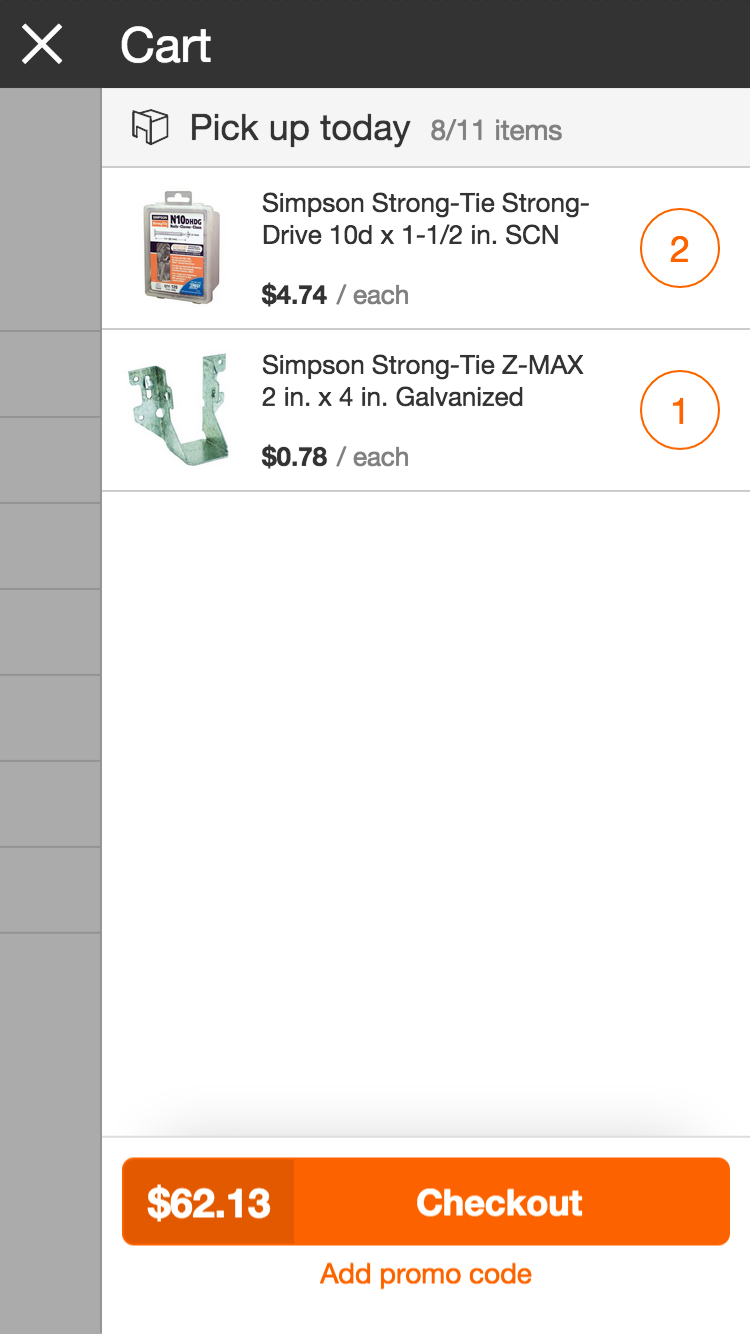 Cart
Pick up today 8/11 items
Simpson Strong-Tie Strong-
Drive 10d x 1-1/2 in. SCN
$4.74 / each
2
SIMPSON
N10DHDG
Simpson Strong-Tie Z-MAX
2 in. x 4 in. Galvanized
$0.78 / each
1
$62.13 Checkout
Add promo code